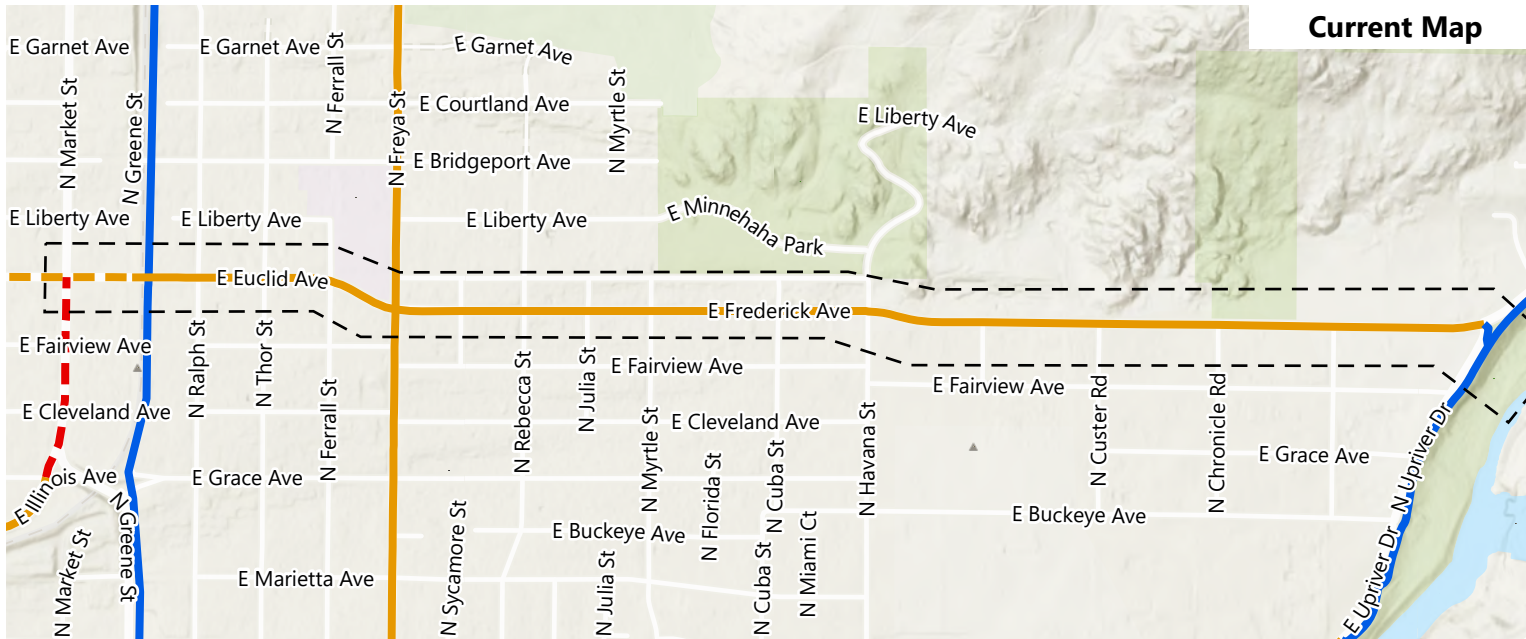 Current Map
E Garnet Ave
E Garnet Ave
E Garnet Ave
N Market St
N Greene St
N Ferrall St
N Freya St
E Courtland Ave
N Myrtle St
E Liberty Ave
E Bridgeport Ave
E Liberty Ave
E Liberty Ave
E Liberty Ave
E Minnehaha Park
E Euclid Ave
E Frederick Ave
E Fairview Ave
N Ralph St
N Thor St
N Ferrall St
N Rebecca St
N Julia St
E Fairview Ave
E Fairview Ave
N Custer Rd
N Chronicle Rd
E Cleveland Ave
N Myrtle St
E Cleveland Ave
N Havana St
N Upriver Dr
E Illinois Ave
E Grace Ave
N Florida St
N Cuba St
E Grace Ave
N Greene St
N Sycamore St
E Buckeye Ave
E Buckeye Ave
N Market St
E Marietta Ave
N Julia St
N Cuba St
N Miami Ct
E Upriver Dr